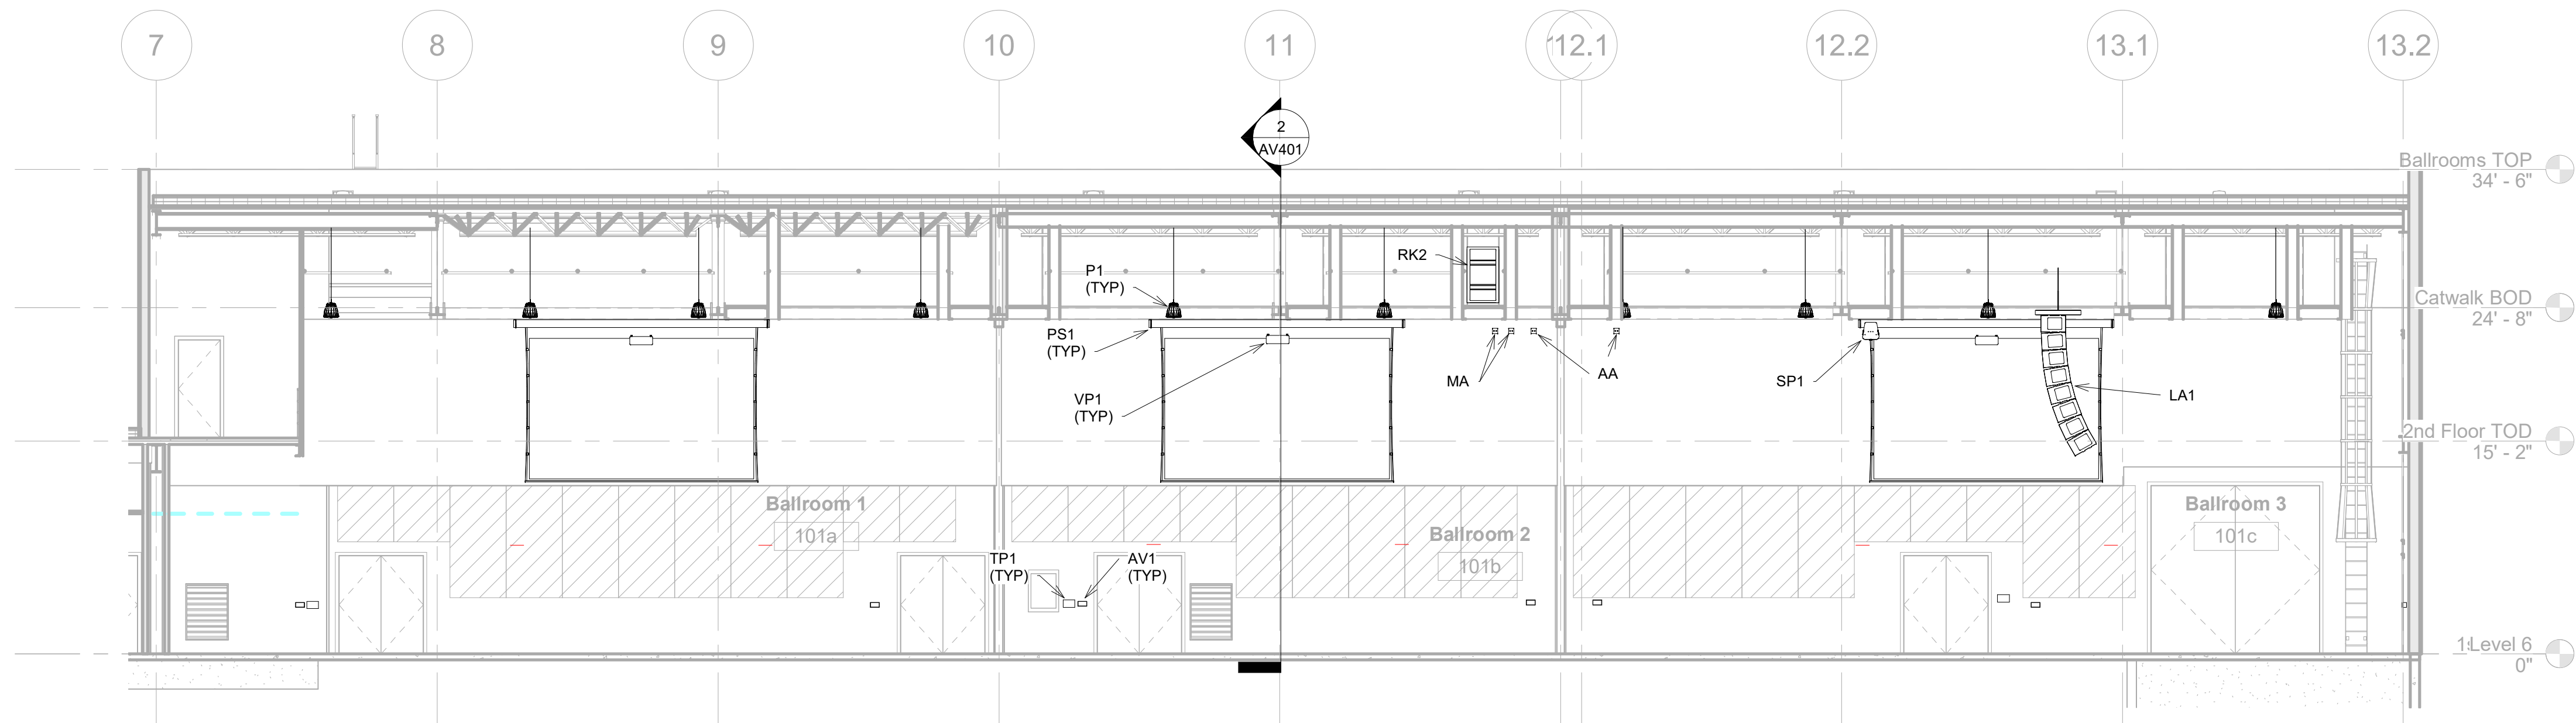 7
8
9
10
11
12.1
12.2
13.1
13.2
2
AV401
Ballrooms TOP
34' - 6"
RK2
P1
(TYP)
Catwalk BOD
24' - 8"
PS1
(TYP)
MA
AA
SP1
LA1
VP1
(TYP)
2nd Floor TOD
15' - 2"
Ballroom 1
101a
Ballroom 2
101b
Ballroom 3
101c
TP1
(TYP)
AV1
(TYP)
Level 6
0"